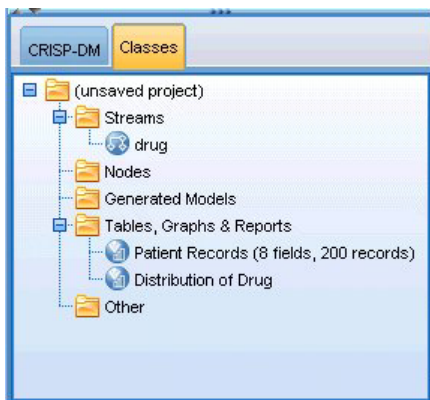 CRISP-DM Classes
(unsaved project)
Streams
drug
Nodes
Generated Models
Tables, Graphs & Reports
Patient Records (8 fields, 200 records)
Distribution of Drug
Other